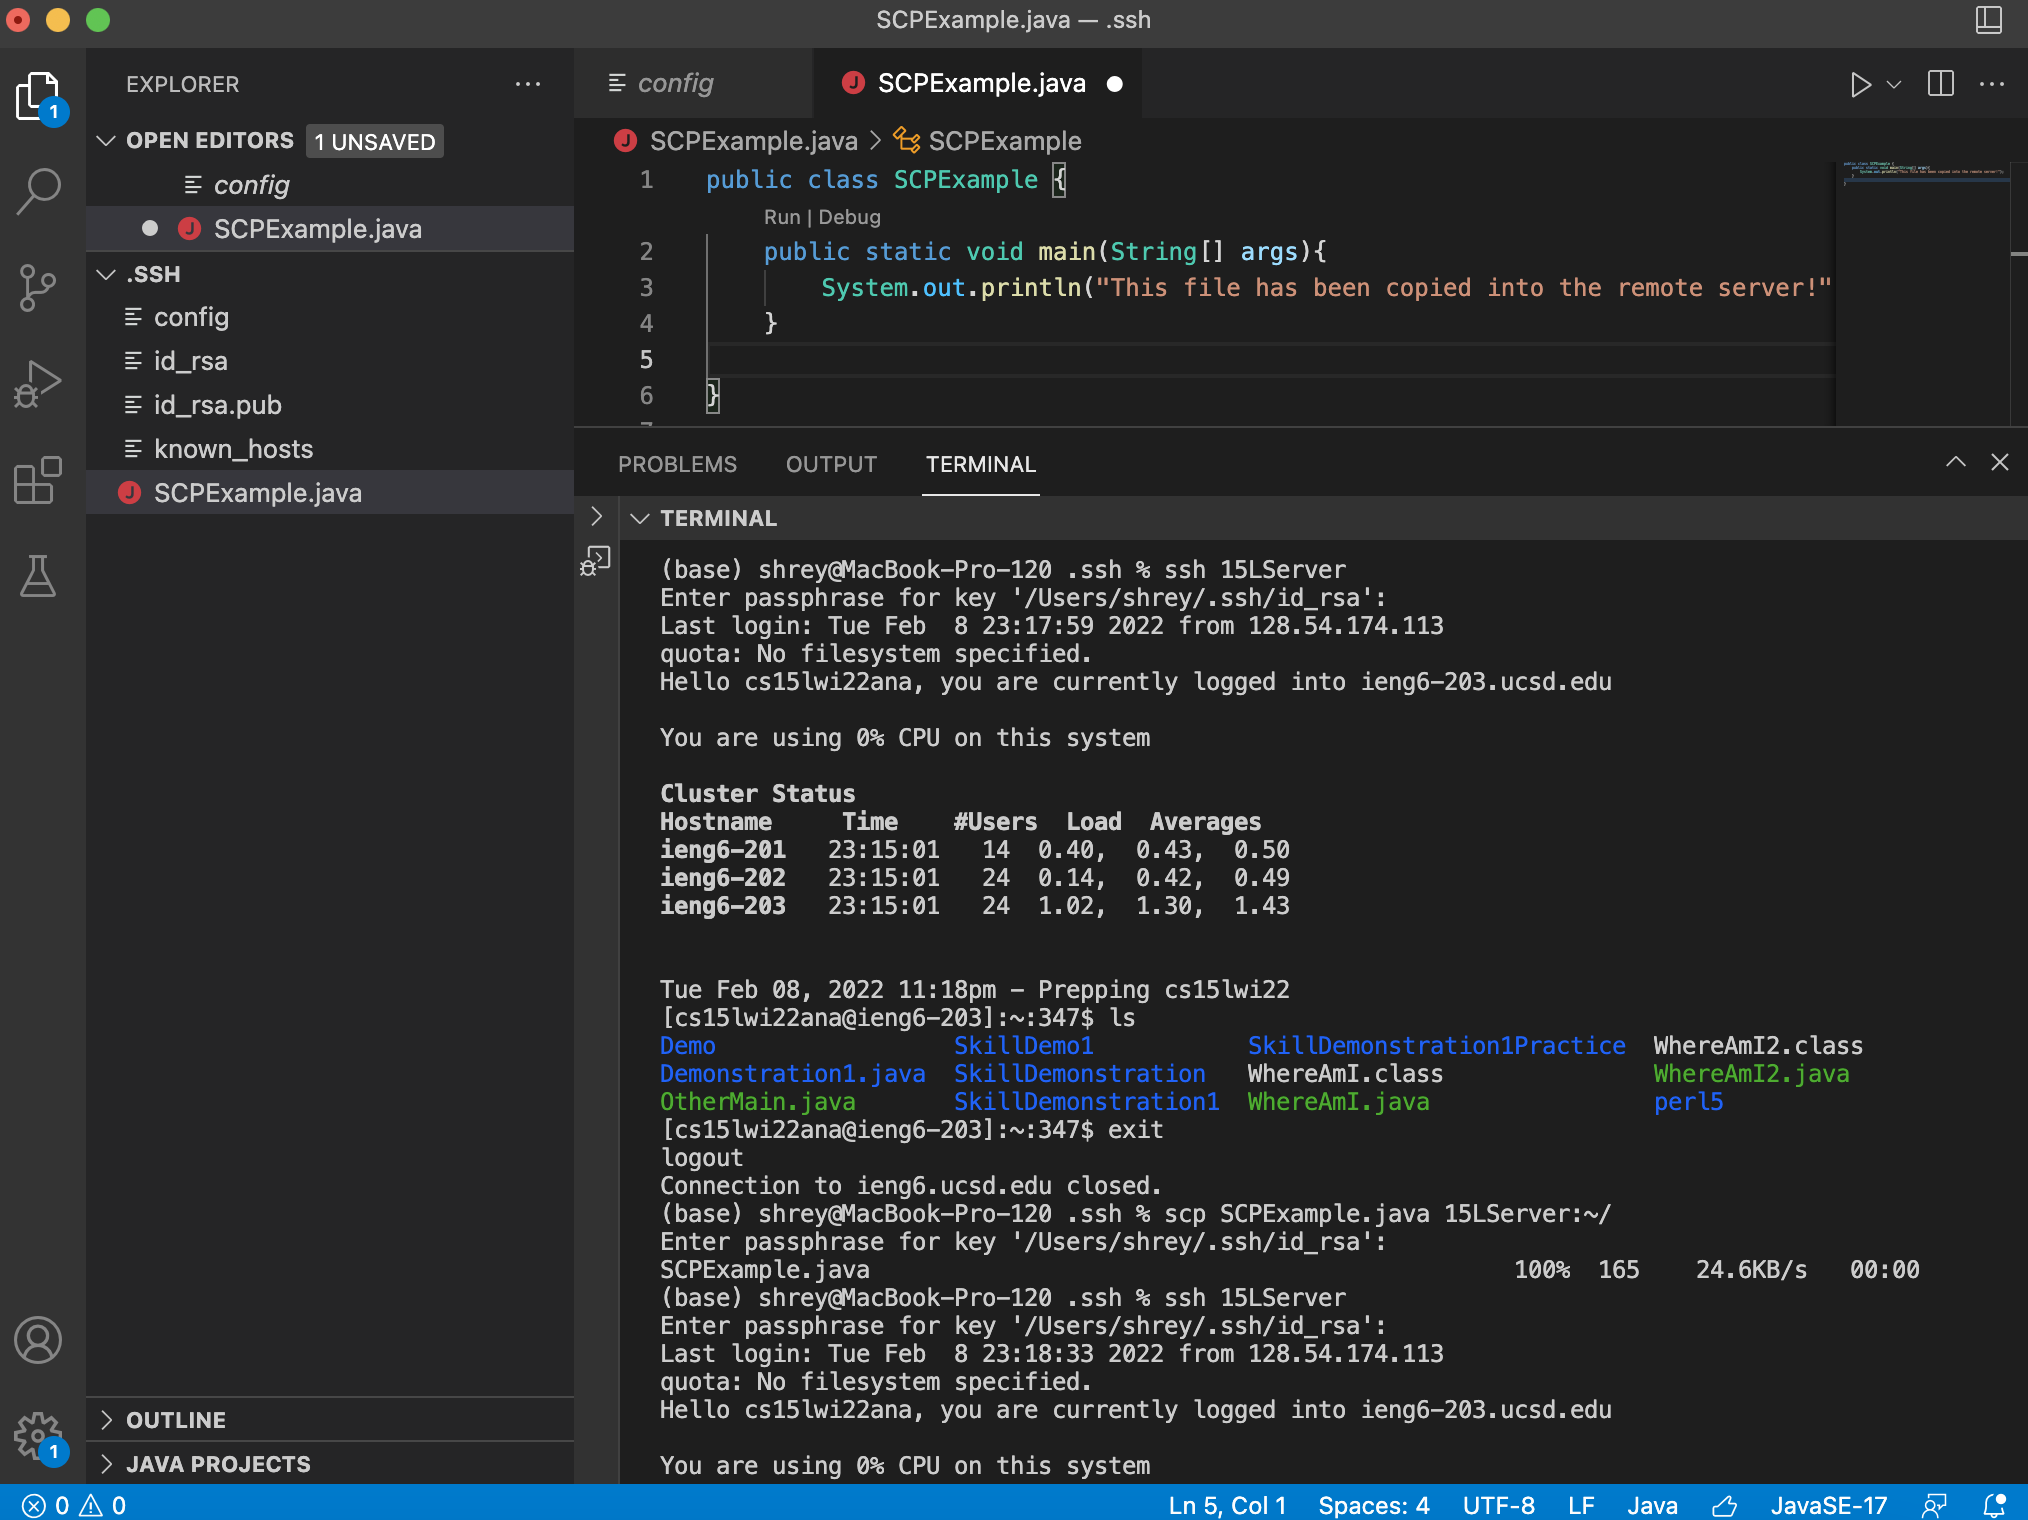 SCPExample.java — .ssh
EXPLORER
OPEN EDITORS 1 UNSAVED
config
SCPExample.java
.SSH
config
id_rsa
id_rsa.pub
known_hosts
SCPExample.java
OUTLINE
JAVA PROJECTS
1
1
config
SCPExample.java
SCPExample.java > SCPExample
1 public class SCPExample {
Run | Debug
2 public static void main(String[] args){
3 System.out.println("This file has been copied into the remote server!"
4 }
5
6 }
PROBLEMS OUTPUT TERMINAL
TERMINAL
(base) shrey@MacBook-Pro-120 .ssh % ssh 15LServer
Enter passphrase for key '/Users/shrey/.ssh/id_rsa':
Last login: Tue Feb  8 23:17:59 2022 from 128.54.174.113
quota: No filesystem specified.
Hello cs15lwi22ana, you are currently logged into ieng6-203.ucsd.edu
You are using 0% CPU on this system
Cluster Status
Hostname     Time    #Users  Load  Averages
ieng6-201   23:15:01   14  0.40,  0.43,  0.50
ieng6-202   23:15:01   24  0.14,  0.42,  0.49
ieng6-203   23:15:01   24  1.02,  1.30,  1.43
Tue Feb 08, 2022 11:18pm - Prepping cs15lwi22
[cs15lwi22ana@ieng6-203]:~:347$ ls
Demo SkillDemo1 SkillDemonstration1Practice WhereAmI2.class
Demonstration1.java SkillDemonstration WhereAmI.class WhereAmI2.java
OtherMain.java SkillDemonstration1 WhereAmI.java perl5
[cs15lwi22ana@ieng6-203]:~:347$ exit
logout
Connection to ieng6.ucsd.edu closed.
(base) shrey@MacBook-Pro-120 .ssh % scp SCPExample.java 15LServer:~/
Enter passphrase for key '/Users/shrey/.ssh/id_rsa':
SCPExample.java 100% 165 24.6KB/s 00:00
(base) shrey@MacBook-Pro-120 .ssh % ssh 15LServer
Enter passphrase for key '/Users/shrey/.ssh/id_rsa':
Last login: Tue Feb  8 23:18:33 2022 from 128.54.174.113
quota: No filesystem specified.
Hello cs15lwi22ana, you are currently logged into ieng6-203.ucsd.edu
You are using 0% CPU on this system
0 0 Ln 5, Col 1 Spaces: 4 UTF-8 LF Java JavaSE-17